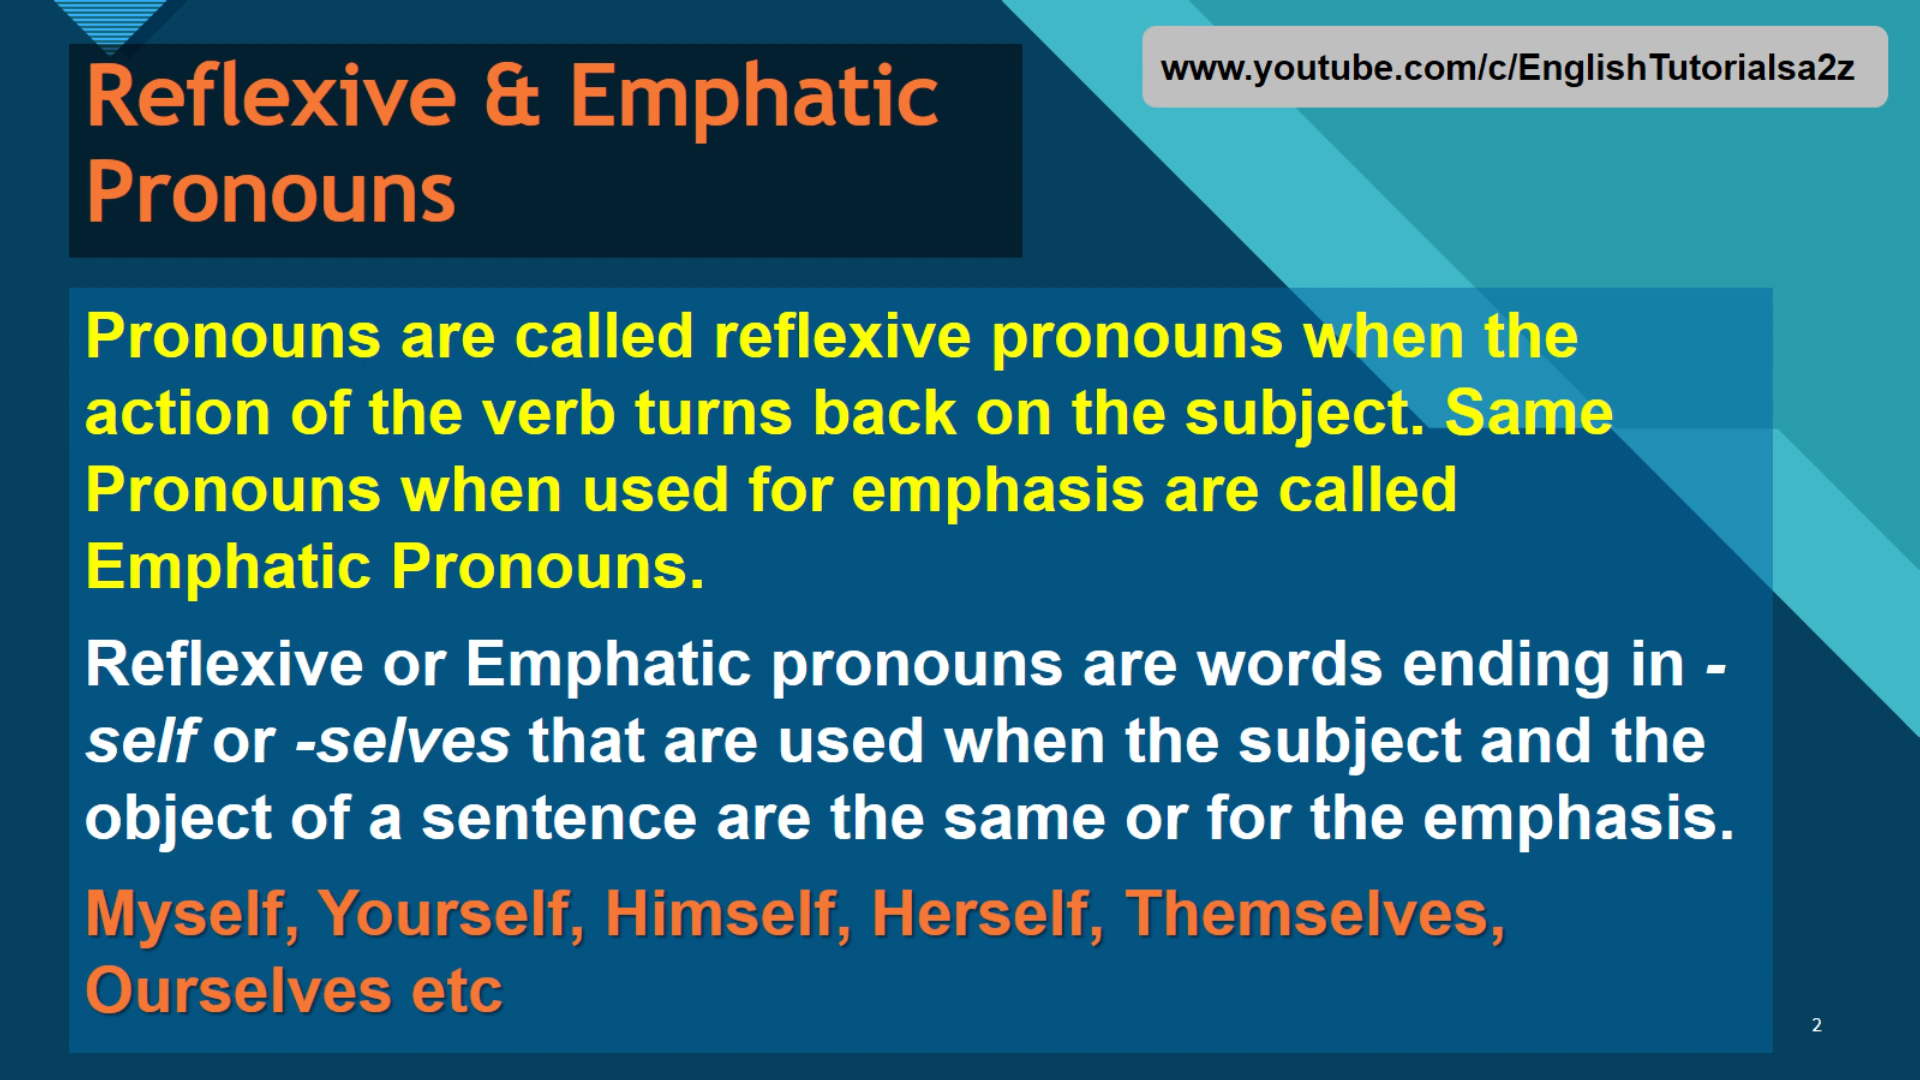 www.youtube.com/c/EnglishTutorialsa2z
Reflexive & Emphatic
Pronouns
Pronouns are called reflexive pronouns when the
action of the verb turns back on the subject. Same
Pronouns when used for emphasis are called
Emphatic Pronouns.
Reflexive or Emphatic pronouns are words ending in -
self or -selves that are used when the subject and the
object of a sentence are the same or for the emphasis.
Myself, Yourself, Himself, Herself, Themselves,
Ourselves etc
2